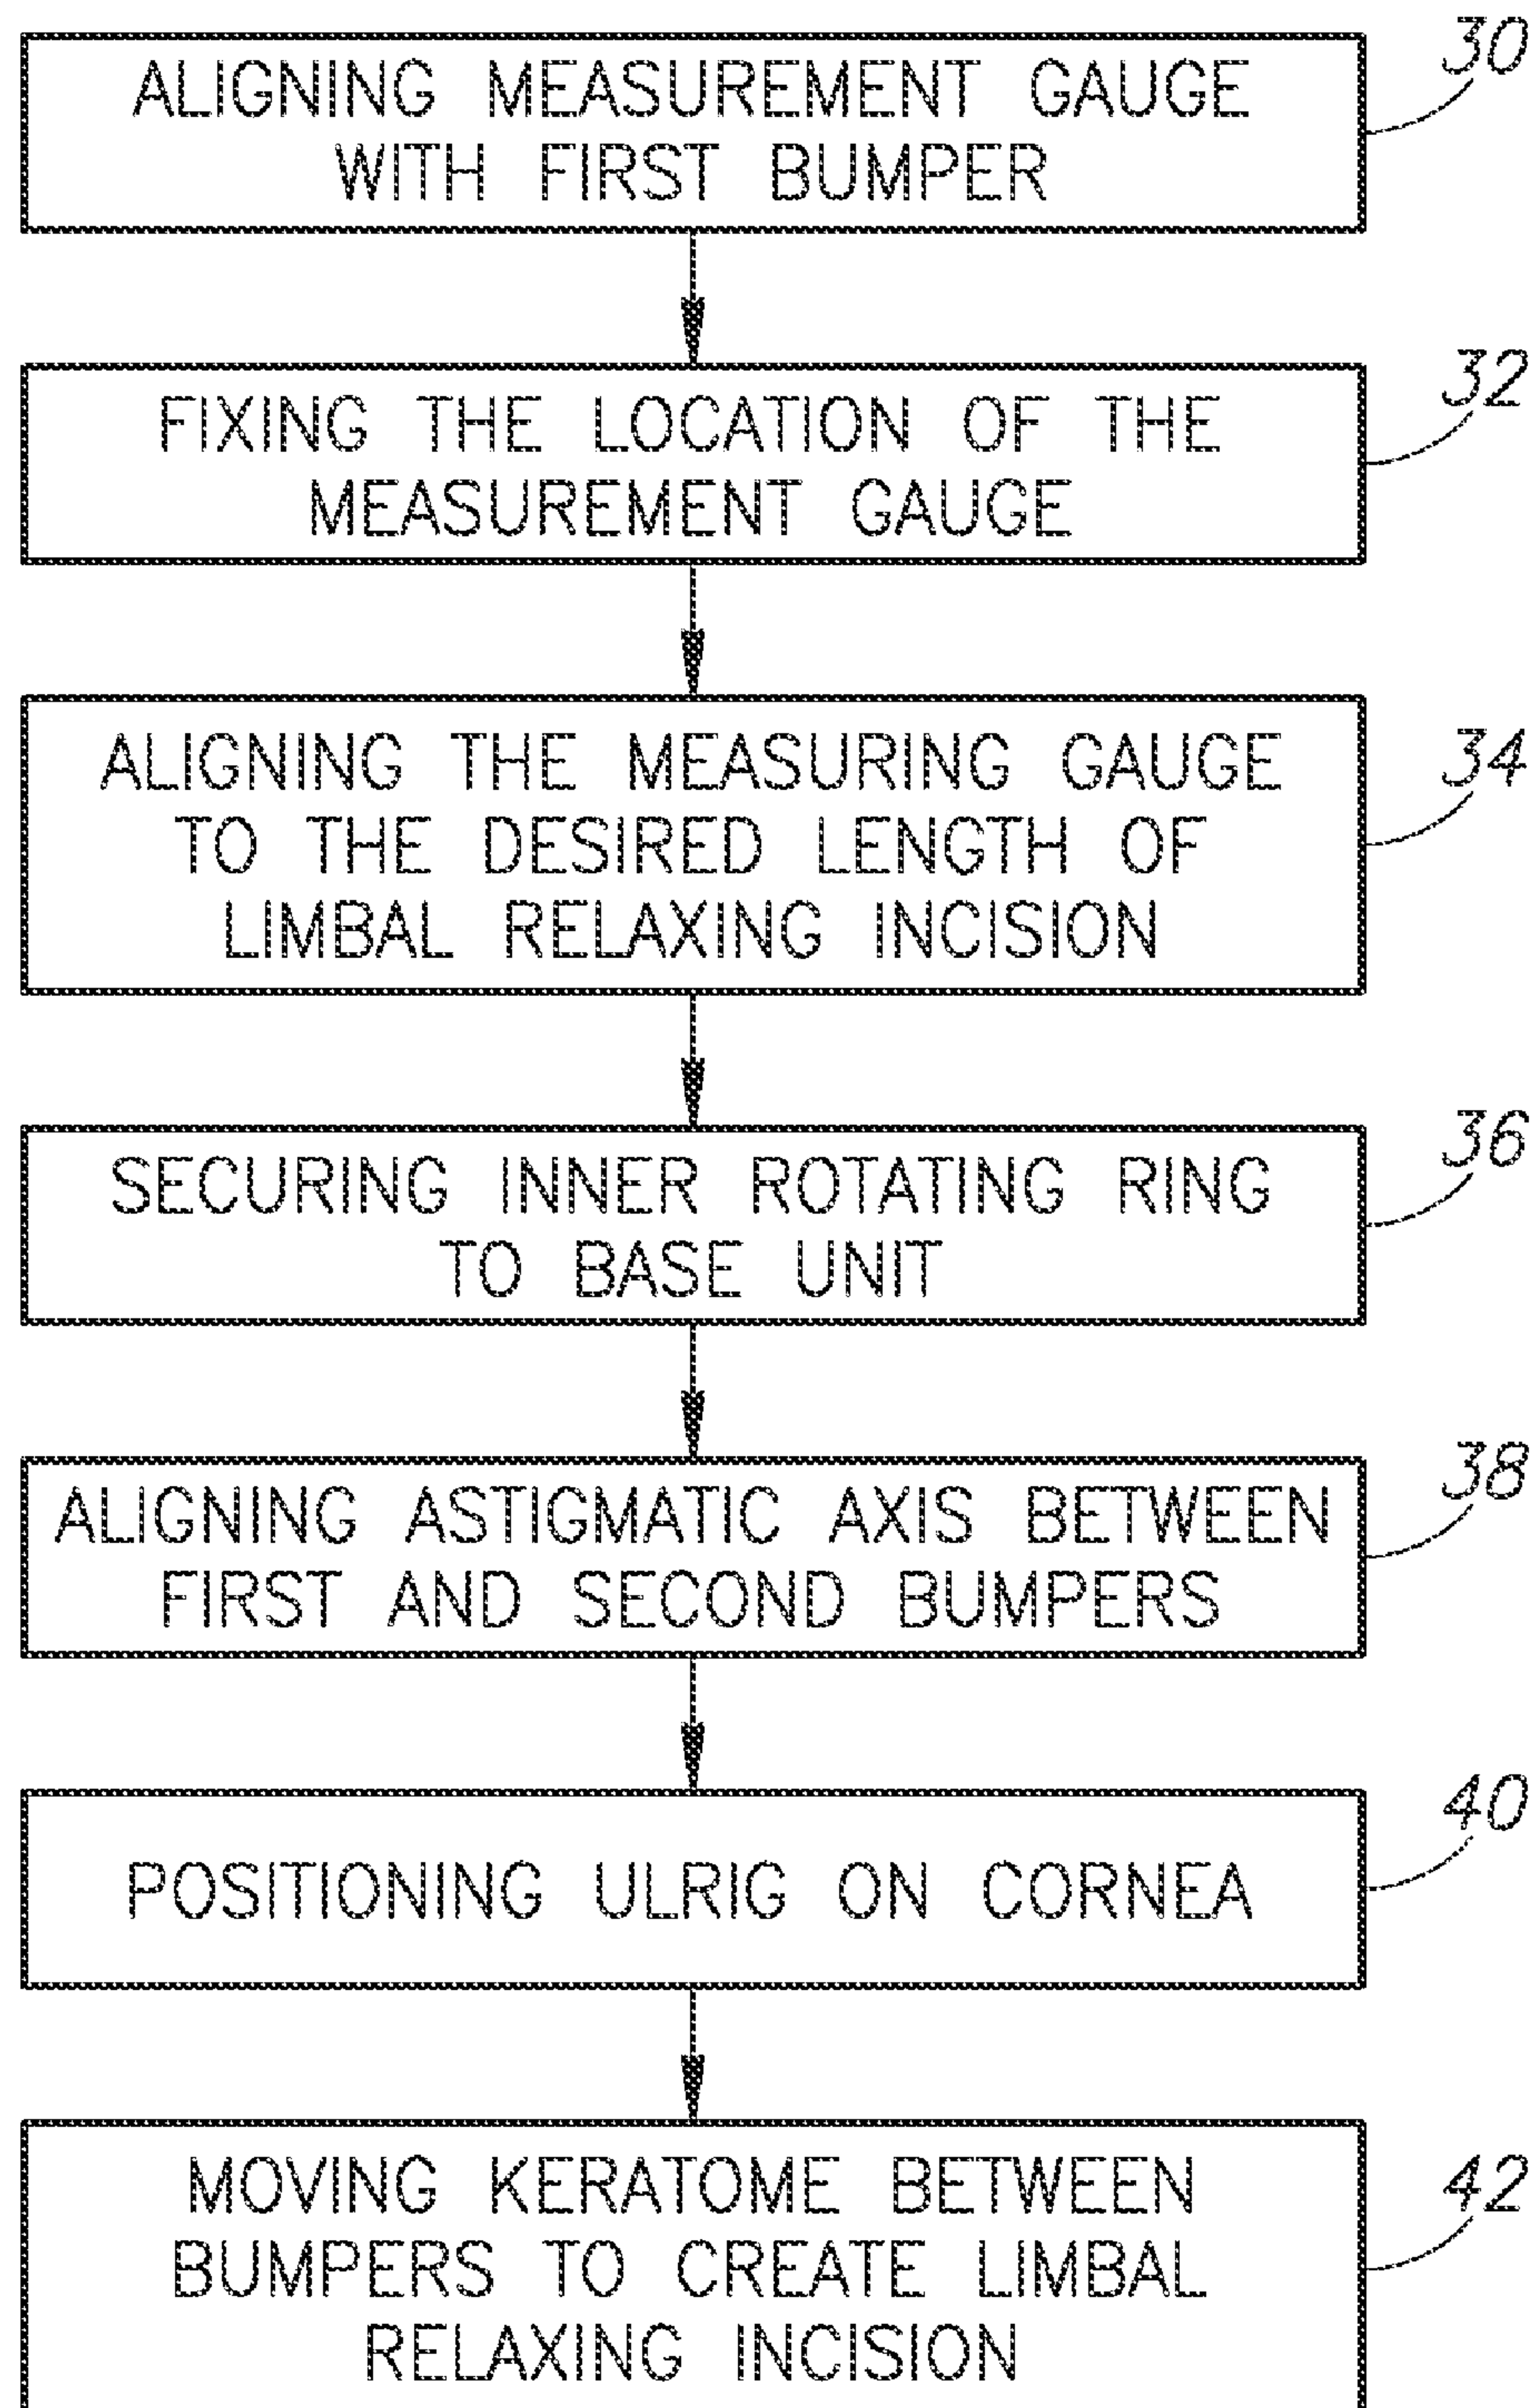 30
ALIGNING MEASUREMENT GAUGE
WITH FIRST BUMPER
32
FIXING THE LOCATION OF THE
MEASUREMENT GAUGE
34
ALIGNING THE MEASURING GAUGE
TO THE DESIRED LENGTH OF
LIMBAL RELAXING INCISION
36
SECURING INNER ROTATING RING
TO BASE UNIT
38
ALIGNING ASTIGMATIC AXIS BETWEEN
FIRST AND SECOND BUMPERS
40
POSITIONING ULRIG ON CORNEA
42
MOVING KERATOME BETWEEN
BUMPERS TO CREATE LIMBAL
RELAXING INCISION